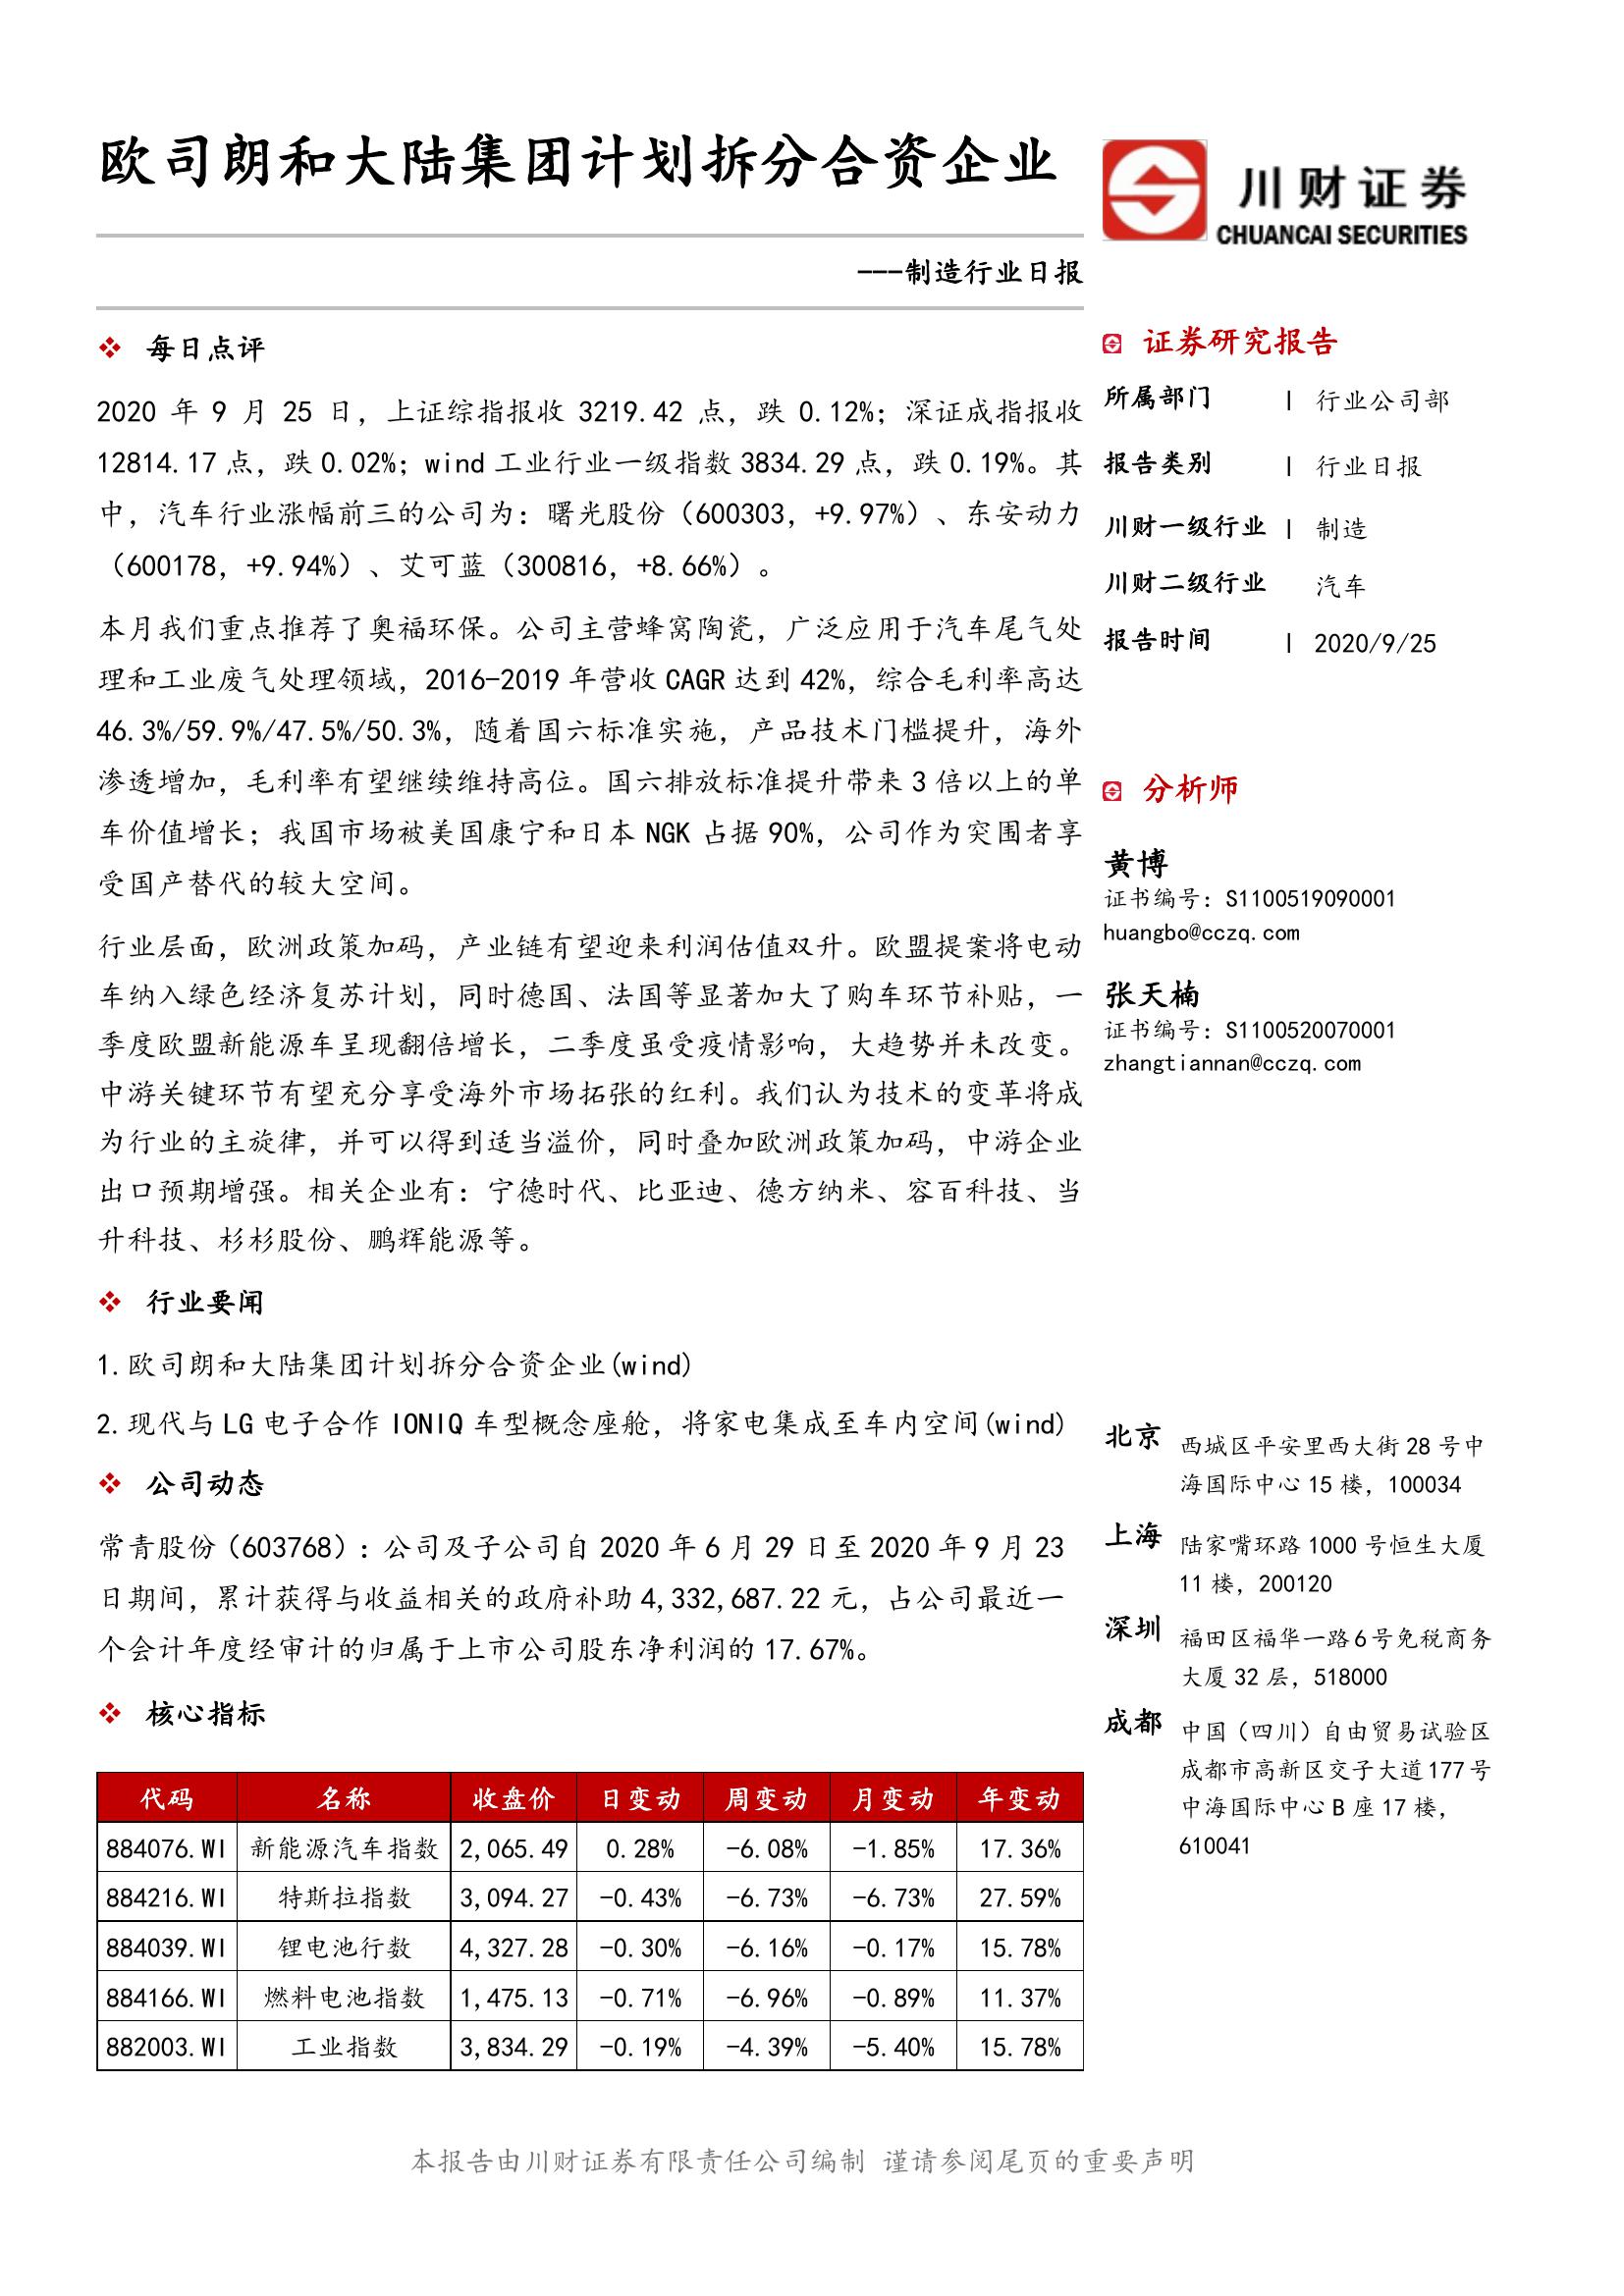 欧司朗和大陆集团计划拆分合资企业
川财证券
CHUANCAI SECURITIES
---制造行业日报
每日点评
2020 年 9 月 25 日，上证综指报收 3219.42 点，跌 0.12%；深证成指报收
12814.17 点，跌 0.02%；wind 工业行业一级指数 3834.29 点，跌 0.19%。其
中，汽车行业涨幅前三的公司为：曙光股份（600303，+9.97%）、东安动力
（600178，+9.94%）、艾可蓝（300816，+8.66%）。
本月我们重点推荐了奥福环保。公司主营蜂窝陶瓷，广泛应用于汽车尾气处
理和工业废气处理领域，2016-2019 年营收 CAGR 达到 42%，综合毛利率高达
46.3%/59.9%/47.5%/50.3%，随着国六标准实施，产品技术门槛提升，海外
渗透增加，毛利率有望继续维持高位。国六排放标准提升带来 3 倍以上的单
车价值增长；我国市场被美国康宁和日本 NGK 占据 90%，公司作为突围者享
受国产替代的较大空间。
行业层面，欧洲政策加码，产业链有望迎来利润估值双升。欧盟提案将电动
车纳入绿色经济复苏计划，同时德国、法国等显著加大了购车环节补贴，一
季度欧盟新能源车呈现翻倍增长，二季度虽受疫情影响，大趋势并未改变。
中游关键环节有望充分享受海外市场拓张的红利。我们认为技术的变革将成
为行业的主旋律，并可以得到适当溢价，同时叠加欧洲政策加码，中游企业
出口预期增强。相关企业有：宁德时代、比亚迪、德方纳米、容百科技、当
升科技、杉杉股份、鹏辉能源等。
行业要闻
1.欧司朗和大陆集团计划拆分合资企业(wind)
2.现代与 LG 电子合作 IONIQ 车型概念座舱，将家电集成至车内空间(wind)
公司动态
常青股份（603768）：公司及子公司自 2020 年 6 月 29 日至 2020 年 9 月 23
日期间，累计获得与收益相关的政府补助 4,332,687.22 元，占公司最近一
个会计年度经审计的归属于上市公司股东净利润的 17.67%。
核心指标
代码 名称 收盘价 日变动 周变动 月变动 年变动
884076.WI 新能源汽车指数 2,065.49 0.28% -6.08% -1.85% 17.36%
884216.WI 特斯拉指数 3,094.27 -0.43% -6.73% -6.73% 27.59%
884039.WI 锂电池行数 4,327.28 -0.30% -6.16% -0.17% 15.78%
884166.WI 燃料电池指数 1,475.13 -0.71% -6.96% -0.89% 11.37%
882003.WI 工业指数 3,834.29 -0.19% -4.39% -5.40% 15.78%
证券研究报告
所属部门 | 行业公司部
报告类别 | 行业日报
川财一级行业 | 制造
川财二级行业 汽车
报告时间 | 2020/9/25
分析师
黄博
证书编号：S1100519090001
huangbo@cczq.com
张天楠
证书编号：S1100520070001
zhangtiannan@cczq.com
北京 西城区平安里西大街 28 号中
海国际中心 15 楼，100034
上海 陆家嘴环路 1000 号恒生大厦
11 楼，200120
深圳 福田区福华一路6号免税商务
大厦 32 层，518000
成都 中国（四川）自由贸易试验区
成都市高新区交子大道177号
中海国际中心 B 座 17 楼，
610041
本报告由川财证券有限责任公司编制 谨请参阅尾页的重要声明